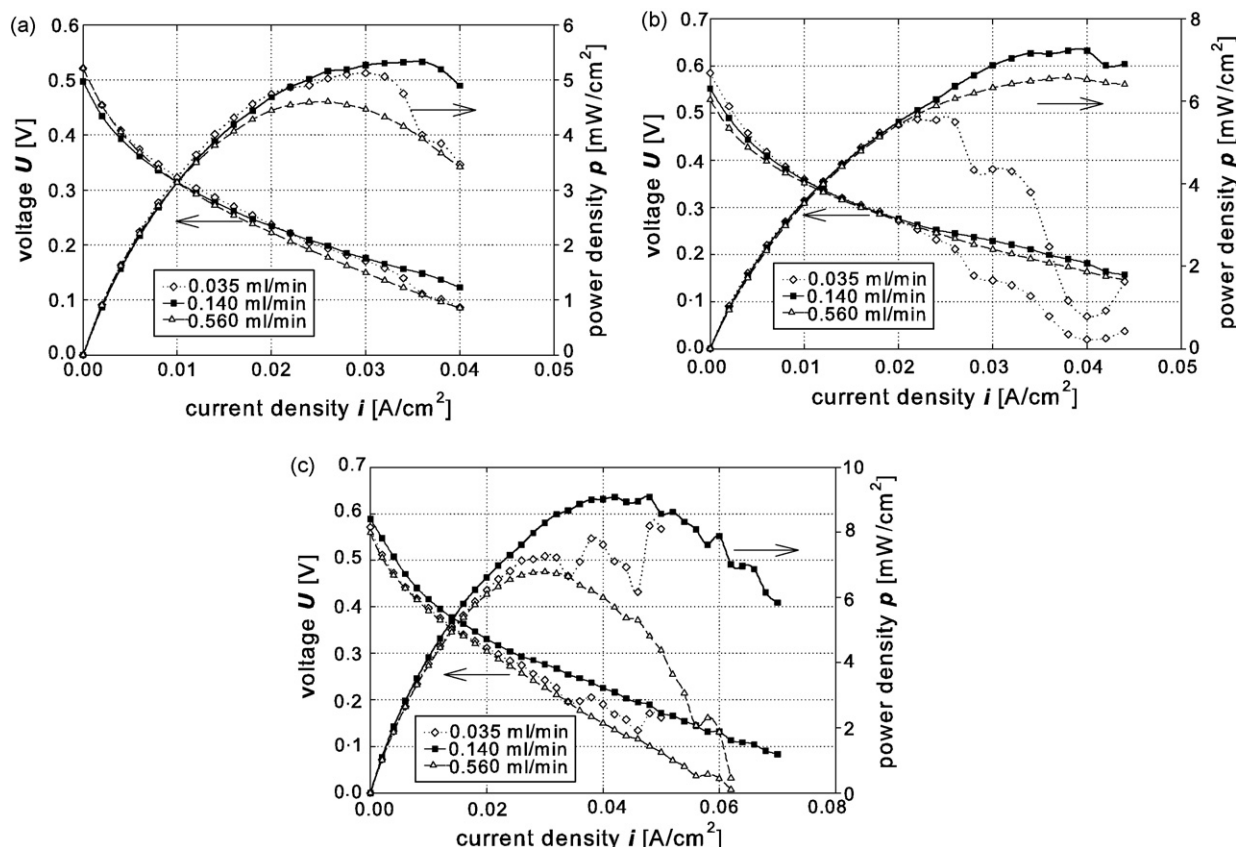 (a)
0.6
0.5
0.4
0.3
0.2
0.1
0.0
voltage U [V]
6
5
4
3
2
1
0
power density p [mW/cm²]
0.035 ml/min
0.140 ml/min
0.560 ml/min
0.00 0.01 0.02 0.03 0.04 0.05
current density i [A/cm²]
(b)
0.7
0.6
0.5
0.4
0.3
0.2
0.1
0.0
voltage U [V]
8
6
4
2
0
power density p [mW/cm²]
0.035 ml/min
0.140 ml/min
0.560 ml/min
0.00 0.01 0.02 0.03 0.04 0.05
current density i [A/cm²]
(c)
0.7
0.6
0.5
0.4
0.3
0.2
0.1
0.0
voltage U [V]
10
8
6
4
2
0
power density p [mW/cm²]
0.035 ml/min
0.140 ml/min
0.560 ml/min
0.00 0.02 0.04 0.06 0.08
current density i [A/cm²]